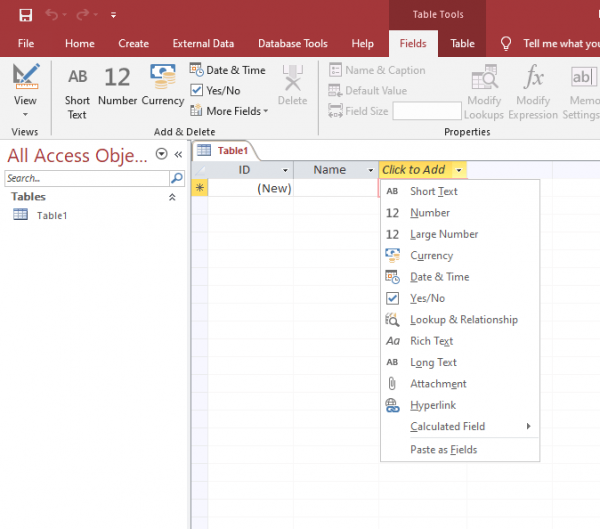 Table Tools
File Home Create External Data Database Tools Help Fields Table Tell me what you
View
Views
AB Short Text
12 Number
Currency
Date & Time
Yes/No
More Fields
Delete
Add & Delete
Name & Caption
Default Value
Field Size
Modify Lookups
fx Modify Expression
ab Memo Settings
Properties
All Access Obje...
Search...
Tables
Table1
Table1
ID Name Click to Add
(New)
AB Short Text
12 Number
12 Large Number
Currency
Date & Time
Yes/No
Lookup & Relationship
Aa Rich Text
AB Long Text
Attachment
Hyperlink
Calculated Field
Paste as Fields